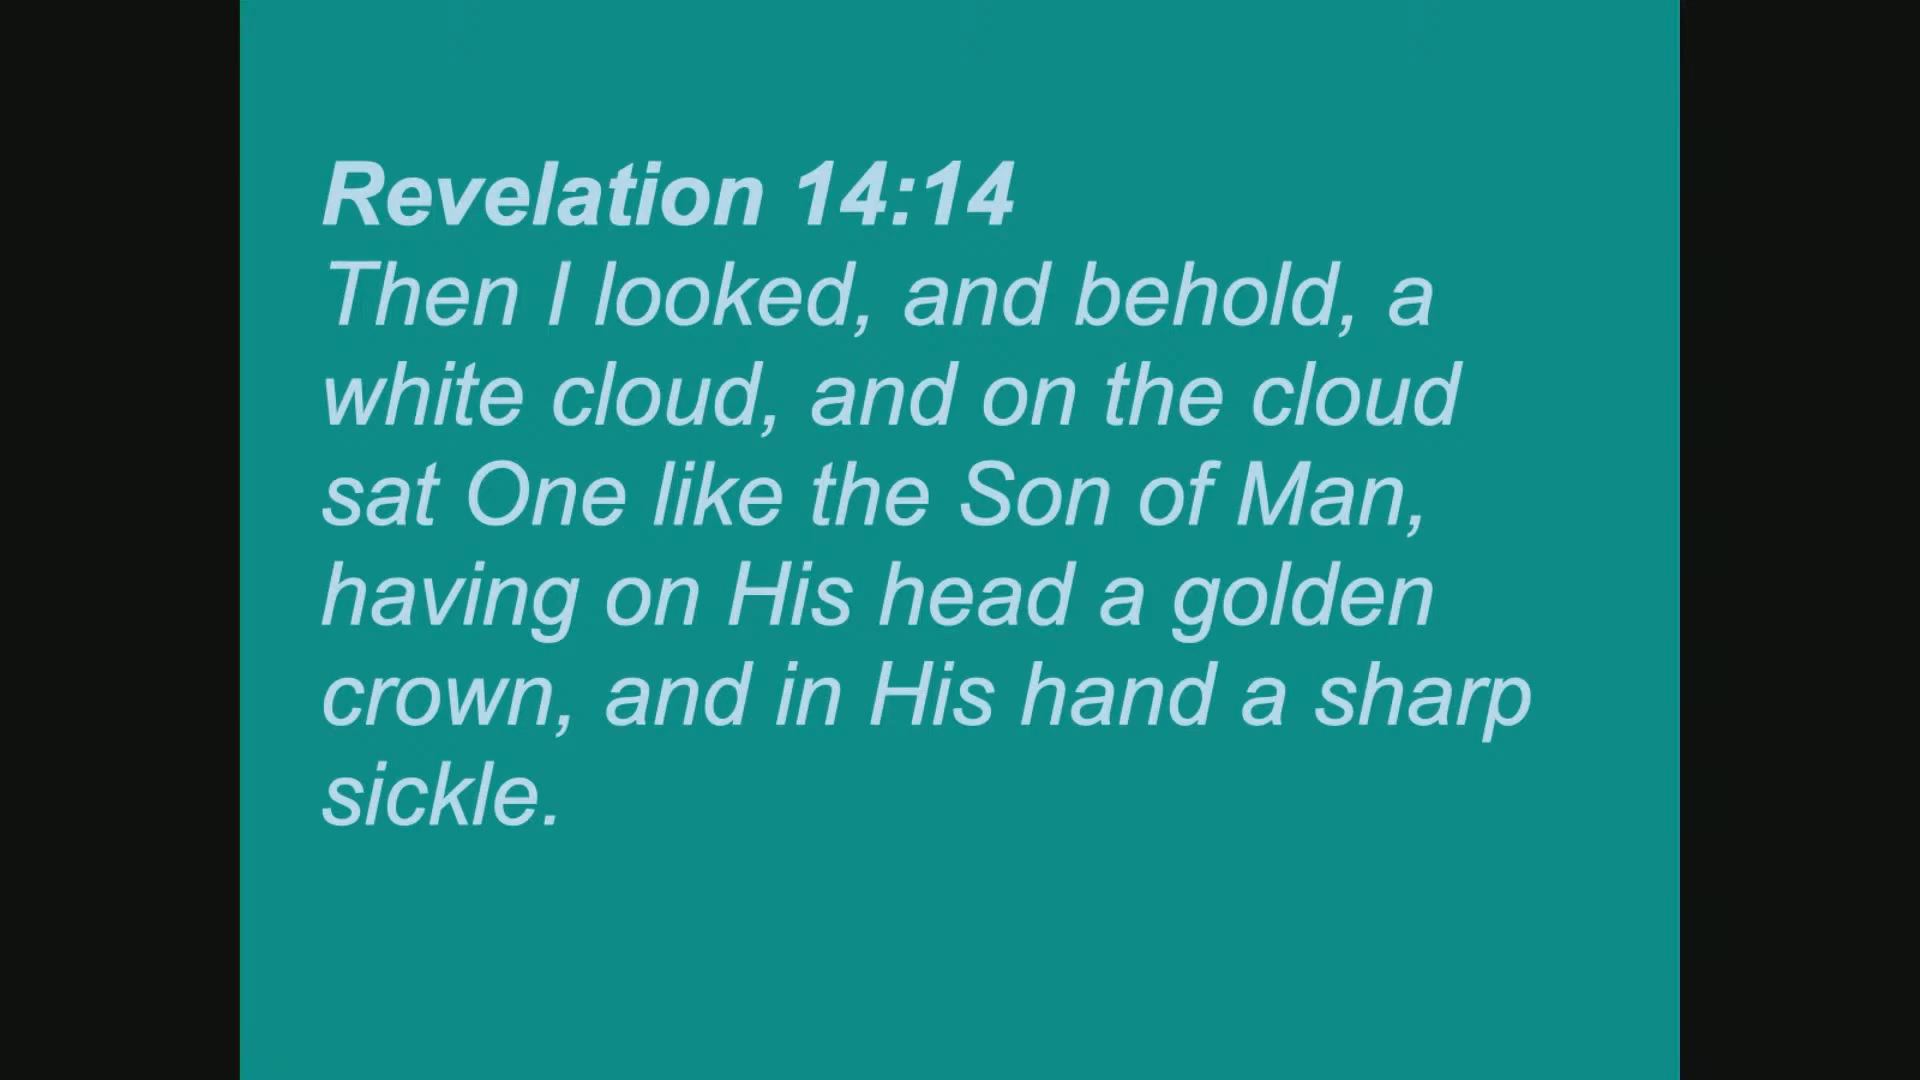 Revelation 14:14
Then I looked, and behold, a
white cloud, and on the cloud
sat One like the Son of Man,
having on His head a golden
crown, and in His hand a sharp
sickle.